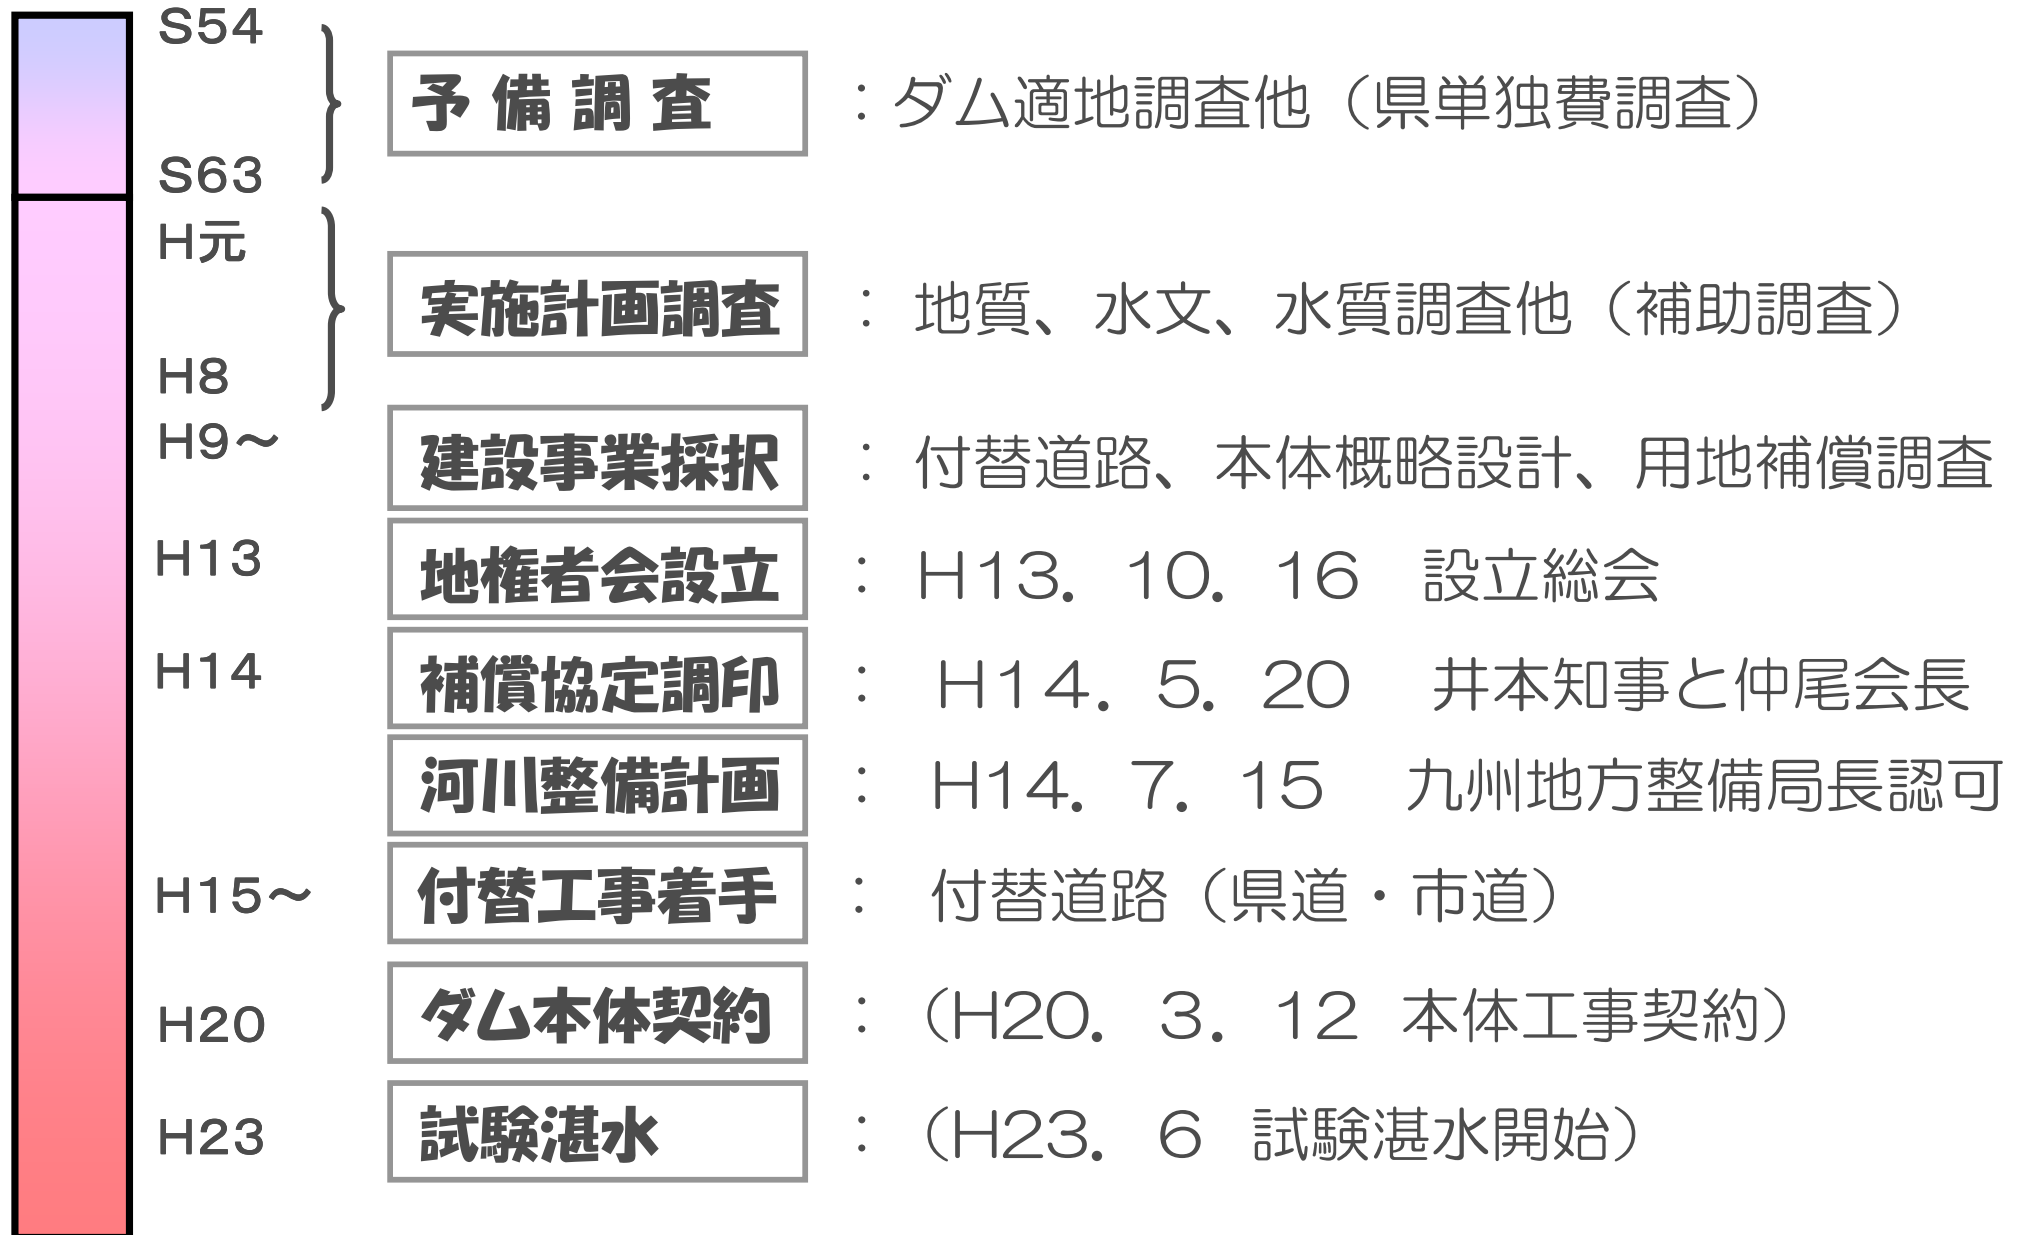 S54
予備調査 ：ダム適地調査他（県単独費調査）
S63
H元
実施計画調査 ： 地質、水文、水質調査他（補助調査）
H8
H9～ 建設事業採択 ： 付替道路、本体概略設計、用地補償調査
H13 地権者会設立 ： H13．10．16 設立総会
H14 補償協定調印 ： H14．5．20 井本知事と仲尾会長
河川整備計画 ： H14．7．15 九州地方整備局長認可
H15～ 付替工事着手 ： 付替道路（県道・市道）
H20 ダム本体契約 ： （H20．3．12 本体工事契約）
H23 試験湛水 ： （H23．6 試験湛水開始）